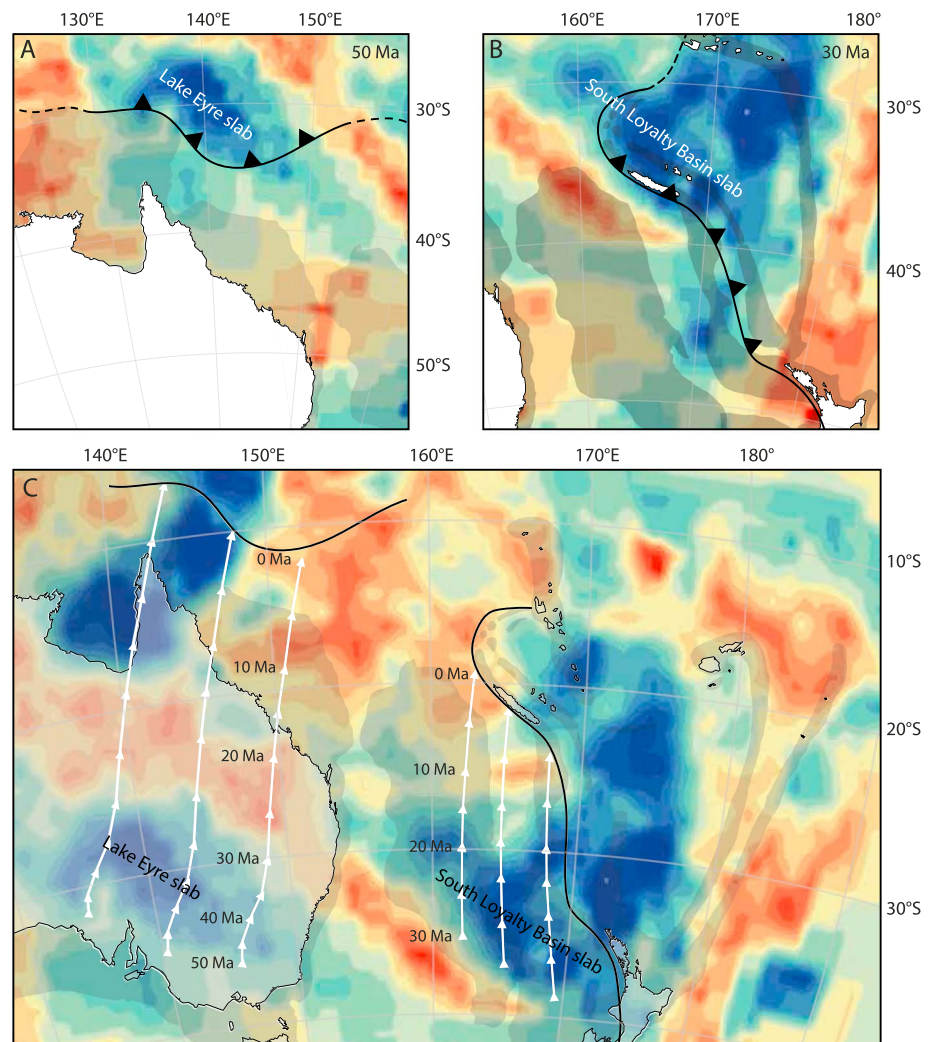 130°E 140°E 150°E 160°E 170°E 180°
A 50 Ma B 30 Ma
Lake Eyre slab
South Loyalty Basin slab
30°S 30°S
40°S 40°S
50°S
140°E 150°E 160°E 170°E 180°
C
0 Ma 10°S
10 Ma 0 Ma
20 Ma 10 Ma 20°S
30 Ma 20 Ma
Lake Eyre slab
South Loyalty Basin slab
40 Ma 30 Ma 30°S
50 Ma